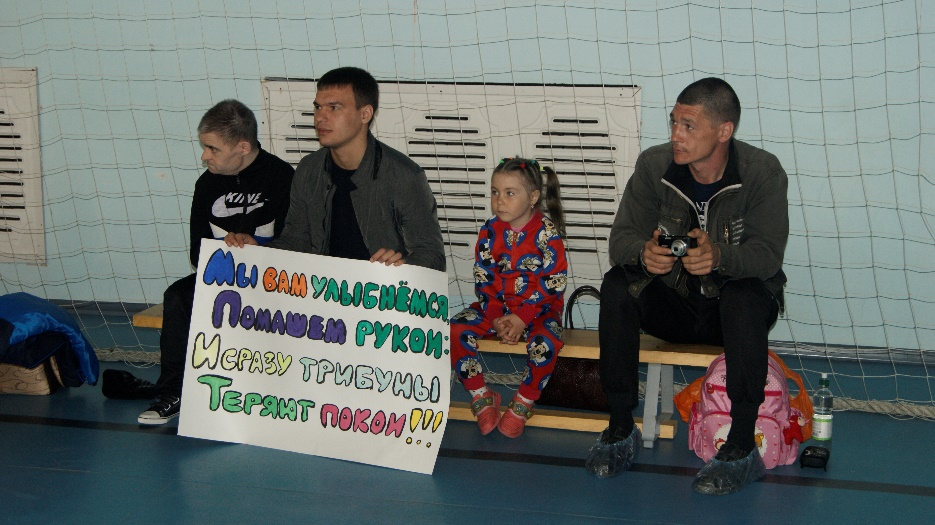 Мы вам улыбнёмся
Помашем рукой:
И сразу трибуны
Теряют покой!!!